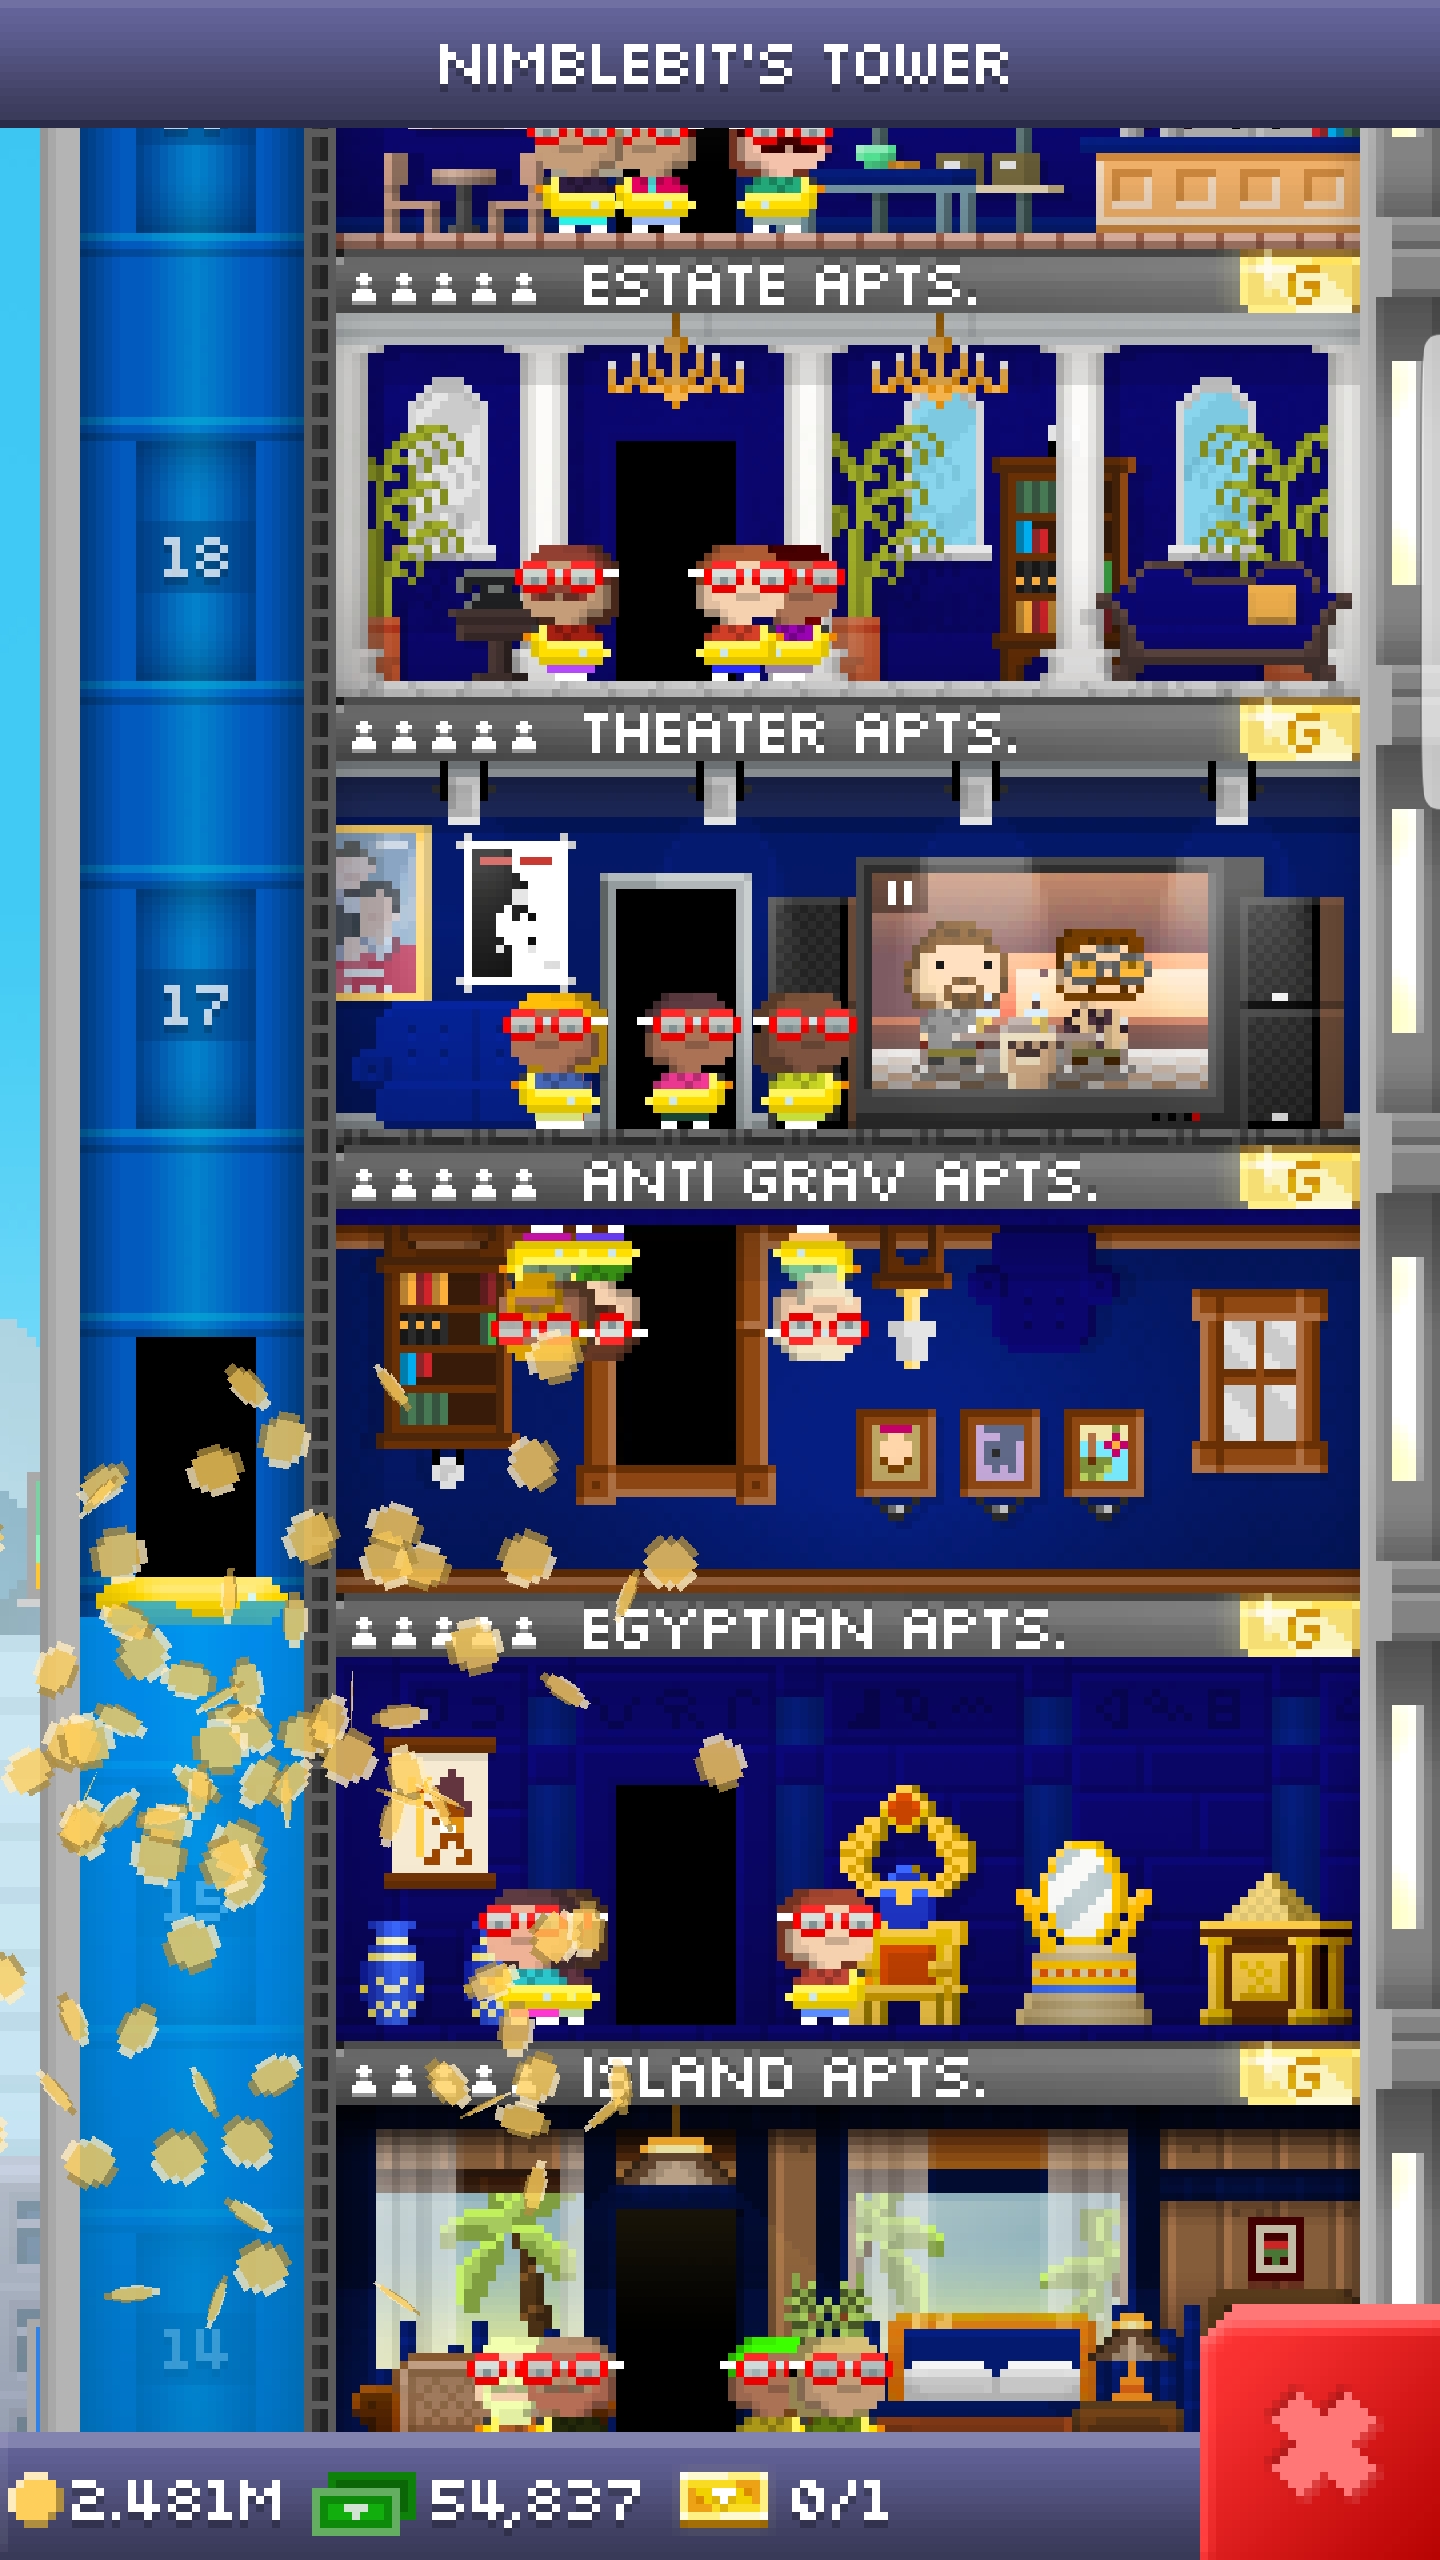 NIMBLEBIT'S TOWER
ESTATE APTS. G
18
THEATER APTS. G
17
ANTI GRAV APTS. G
EGYPTIAN APTS. G
15
ISLAND APTS. G
14
2.481M 54,837 0/1